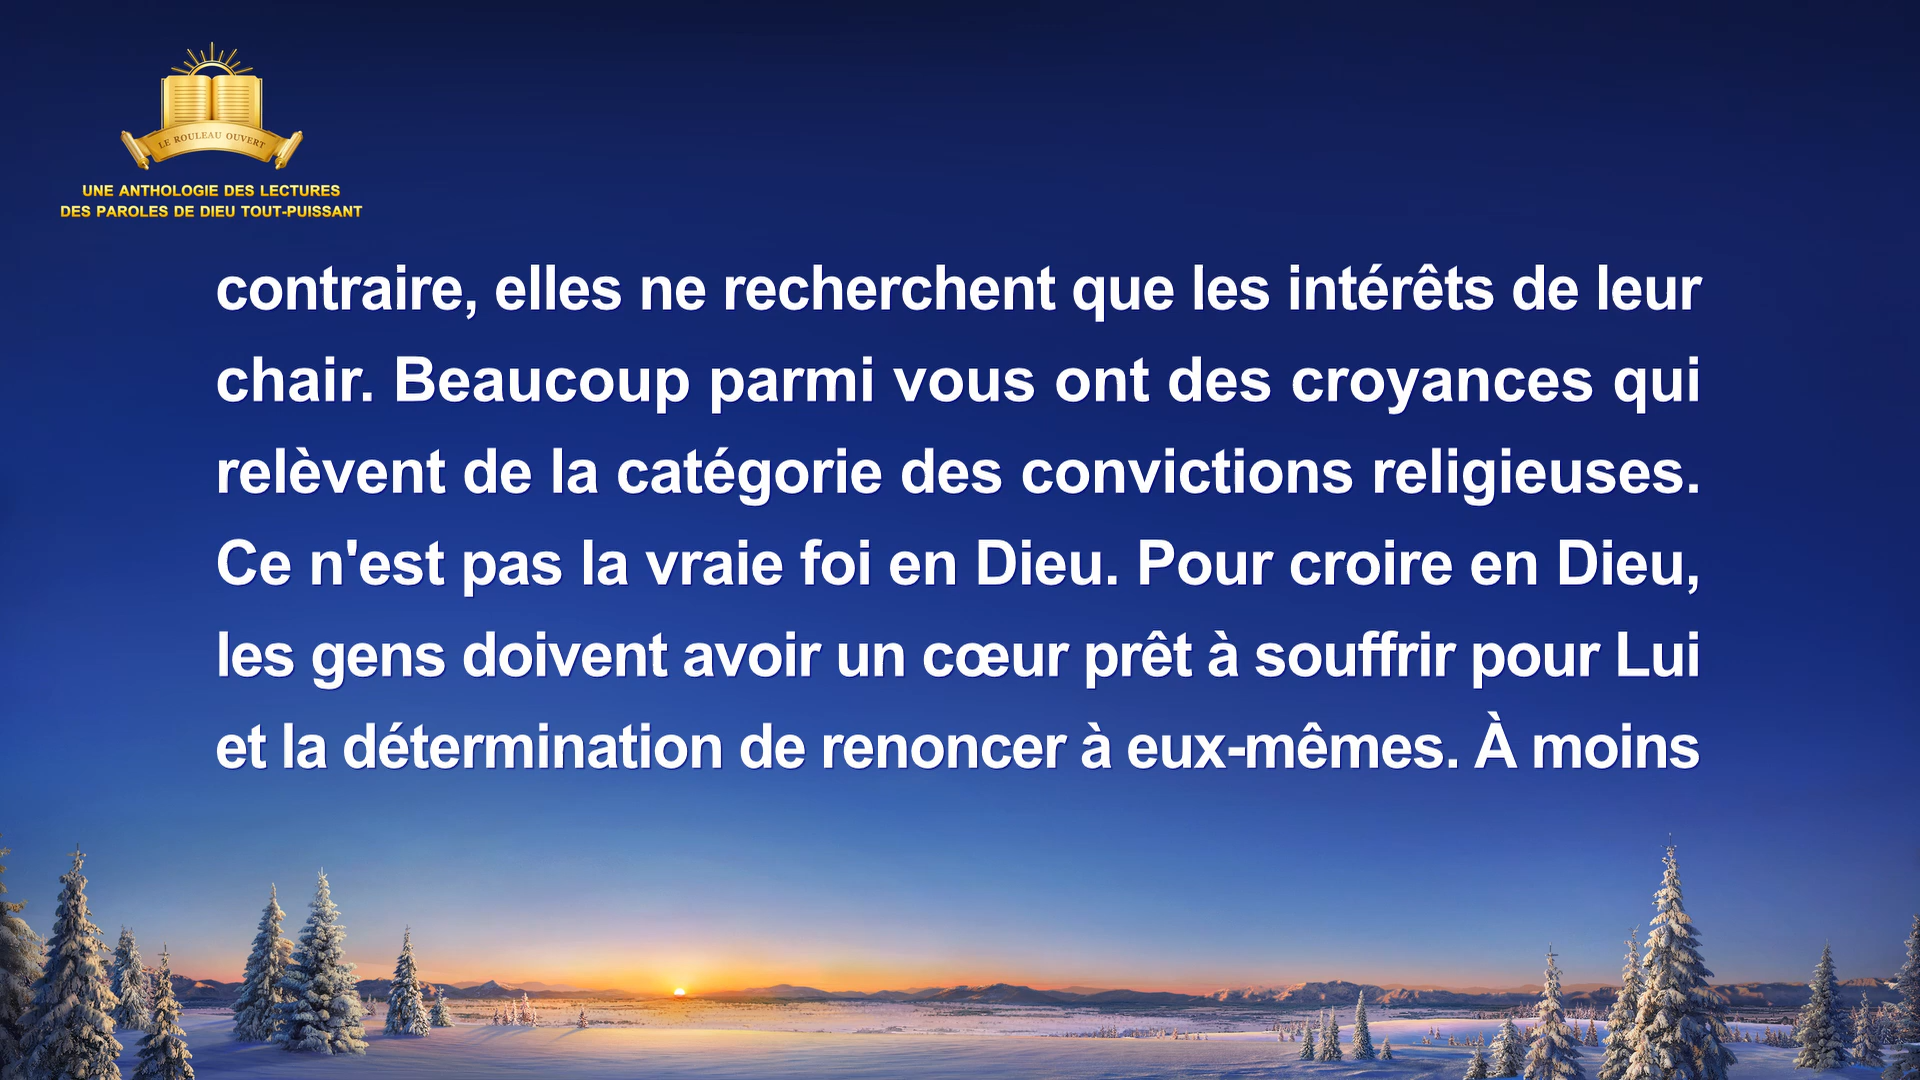 LE ROULEAU OUVERT
UNE ANTHOLOGIE DES LECTURES
DES PAROLES DE DIEU TOUT-PUISSANT
contraire, elles ne recherchent que les intérêts de leur
chair. Beaucoup parmi vous ont des croyances qui
relèvent de la catégorie des convictions religieuses.
Ce n'est pas la vraie foi en Dieu. Pour croire en Dieu,
les gens doivent avoir un cœur prêt à souffrir pour Lui
et la détermination de renoncer à eux-mêmes. À moins